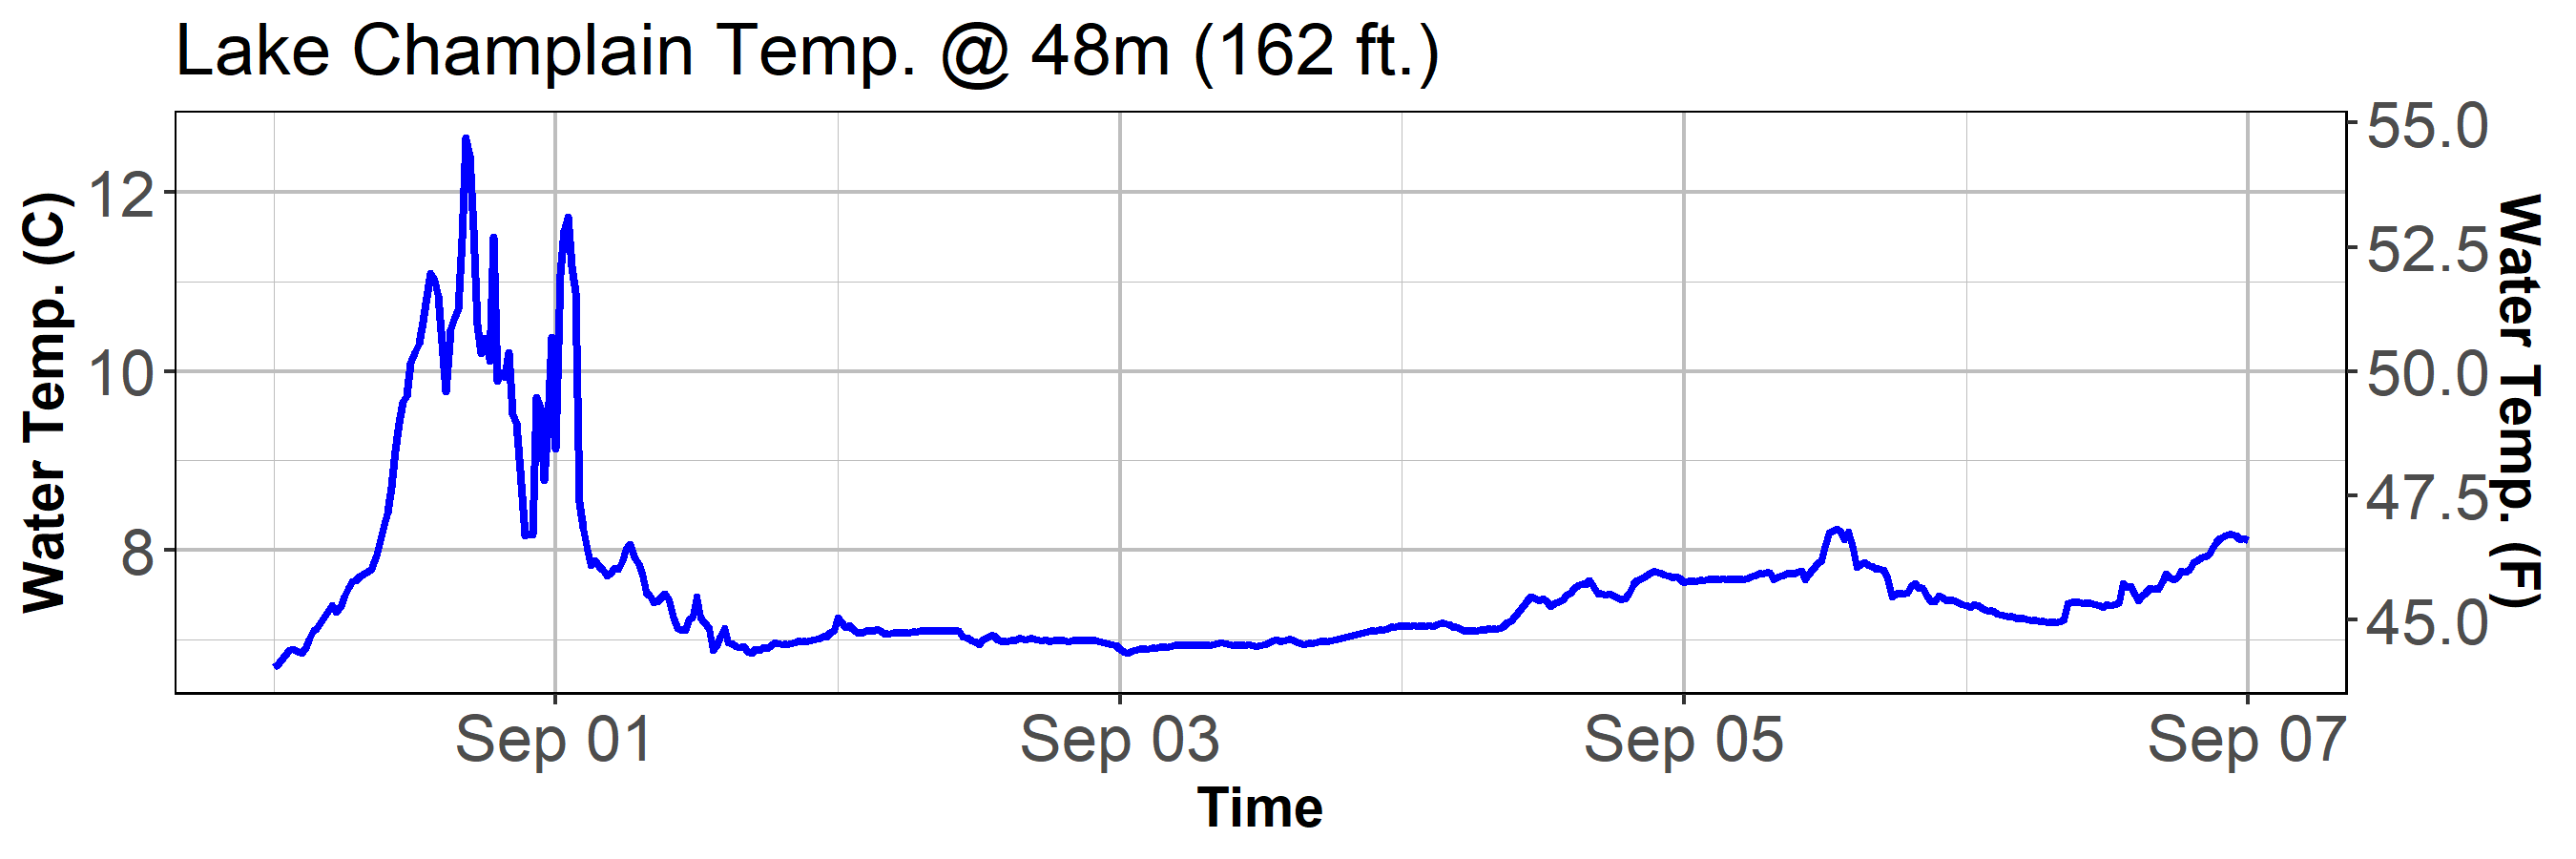 Lake Champlain Temp. @ 48m (162 ft.)
Water Temp. (C)
12
10
8
55.0
52.5
50.0
47.5
45.0
Water Temp. (F)
Sep 01 Sep 03 Sep 05 Sep 07
Time